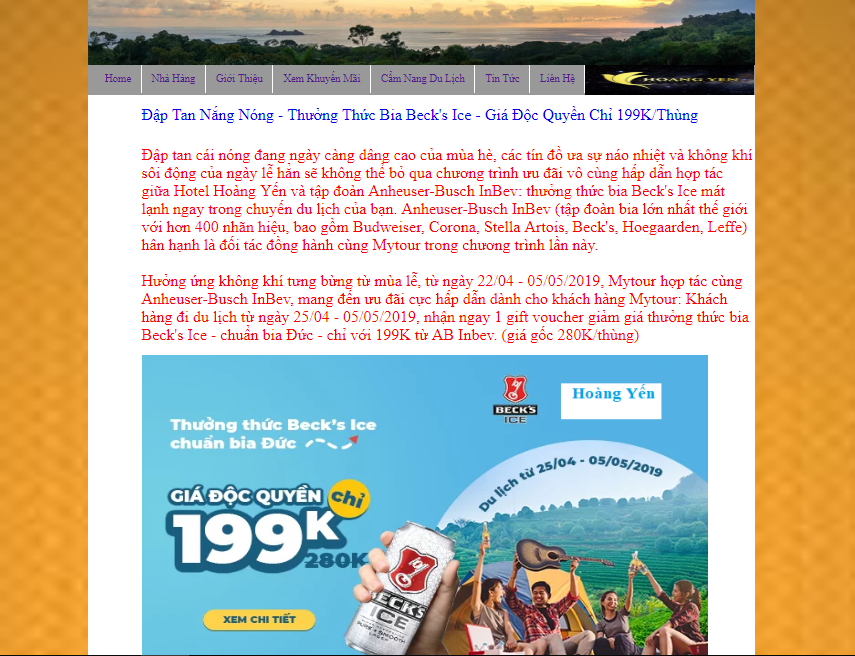 Home Nhà Hàng Giới Thiệu Xem Khuyến Mãi Cẩm Nang Du Lịch Tin Tức Liên Hệ HOANG YEN
Đập Tan Nắng Nóng - Thưởng Thức Bia Beck's Ice - Giá Độc Quyền Chỉ 199K/Thùng
Đập tan cái nóng đang ngày càng dâng cao của mùa hè, các tín đồ ưa sự náo nhiệt và không khí
sôi động của ngày lễ hẳn sẽ không thể bỏ qua chương trình ưu đãi vô cùng hấp dẫn hợp tác
giữa Hotel Hoàng Yến và tập đoàn Anheuser-Busch InBev: thưởng thức bia Beck's Ice mát
lạnh ngay trong chuyến du lịch của bạn. Anheuser-Busch InBev (tập đoàn bia lớn nhất thế giới
với hơn 400 nhãn hiệu, bao gồm Budweiser, Corona, Stella Artois, Beck's, Hoegaarden, Leffe)
hân hạnh là đối tác đồng hành cùng Mytour trong chương trình lần này.
Hưởng ứng không khí tưng bừng từ mùa lễ, từ ngày 22/04 - 05/05/2019, Mytour hợp tác cùng
Anheuser-Busch InBev, mang đến ưu đãi cực hấp dẫn dành cho khách hàng Mytour: Khách
hàng đi du lịch từ ngày 25/04 - 05/05/2019, nhận ngay 1 gift voucher giảm giá thưởng thức bia
Beck's Ice - chuẩn bia Đức - chỉ với 199K từ AB Inbev. (giá gốc 280K/thùng)
BECK'S
ICE
Hoàng Yến
Thưởng thức Beck's Ice
chuẩn bia Đức
Du lịch từ 25/04 - 05/05/2019
GIÁ ĐỘC QUYỀN chỉ
199K
280K
BECK'S
ICE
PURE & SMOOTH
LAGER
XEM CHI TIẾT